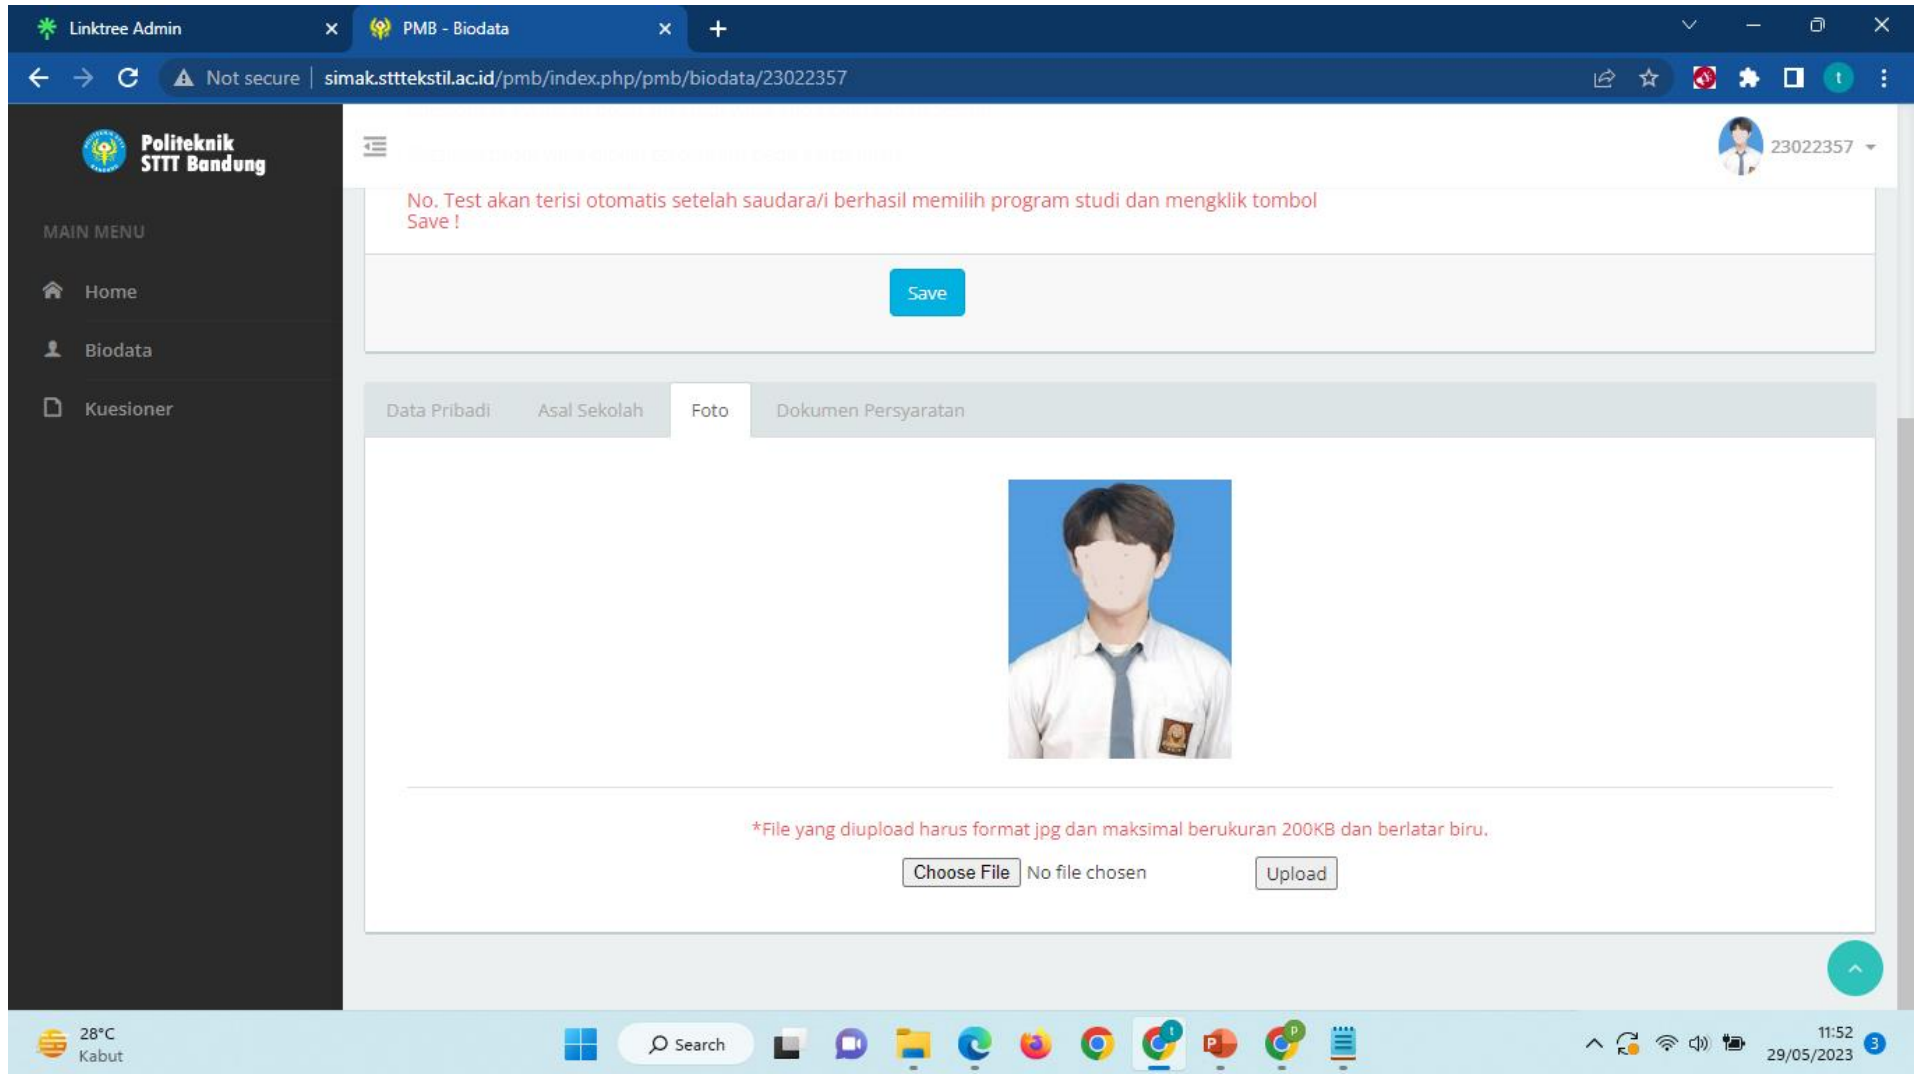 Linktree Admin
PMB - Biodata
Not secure
simak.stttekstil.ac.id/pmb/index.php/pmb/biodata/23022357
t
Politeknik
STTT Bandung
23022357
MAIN MENU
Home
Biodata
Kuesioner
No. Test akan terisi otomatis setelah saudara/i berhasil memilih program studi dan mengklik tombol
Save !
Save
Data Pribadi
Asal Sekolah
Foto
Dokumen Persyaratan
*File yang diupload harus format jpg dan maksimal berukuran 200KB dan berlatar biru.
Choose File No file chosen
Upload
28°C
Kabut
Search
t
P
P
11:52
29/05/2023
3